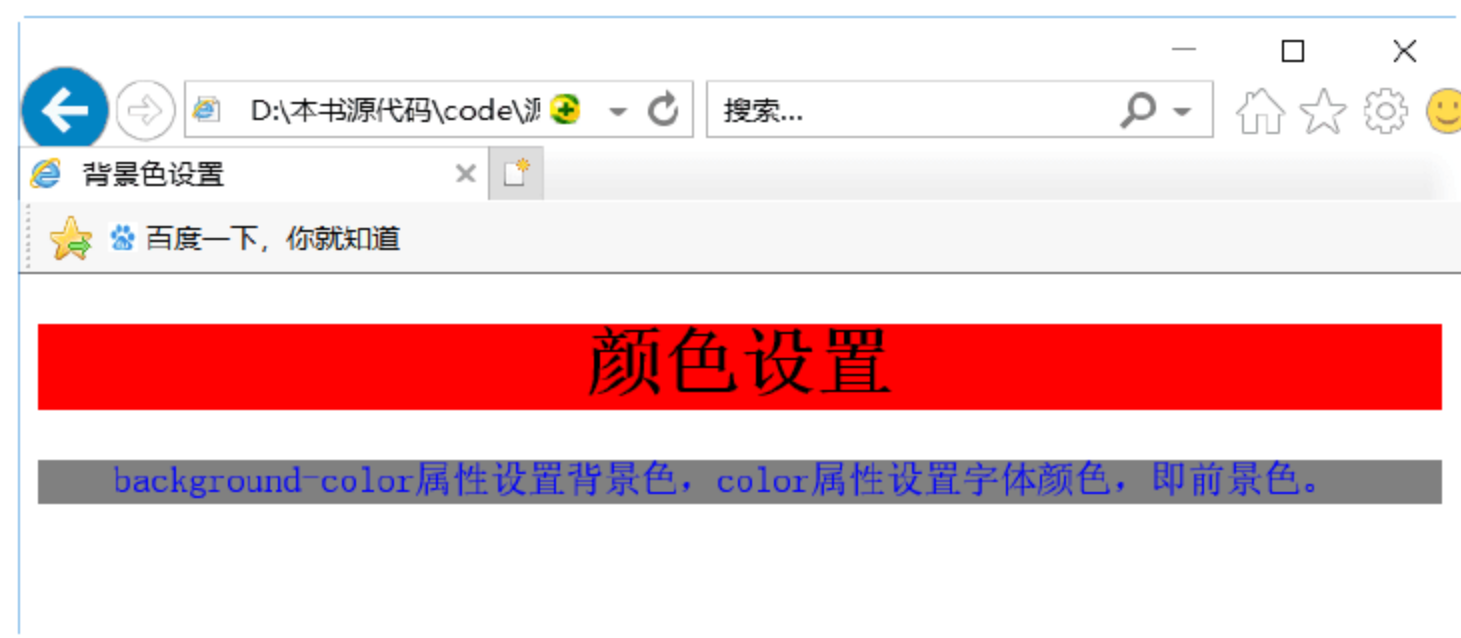 D:\本书源代码\code\源
搜索...
背景色设置
百度一下，你就知道
颜色设置
background-color属性设置背景色，color属性设置字体颜色，即前景色。